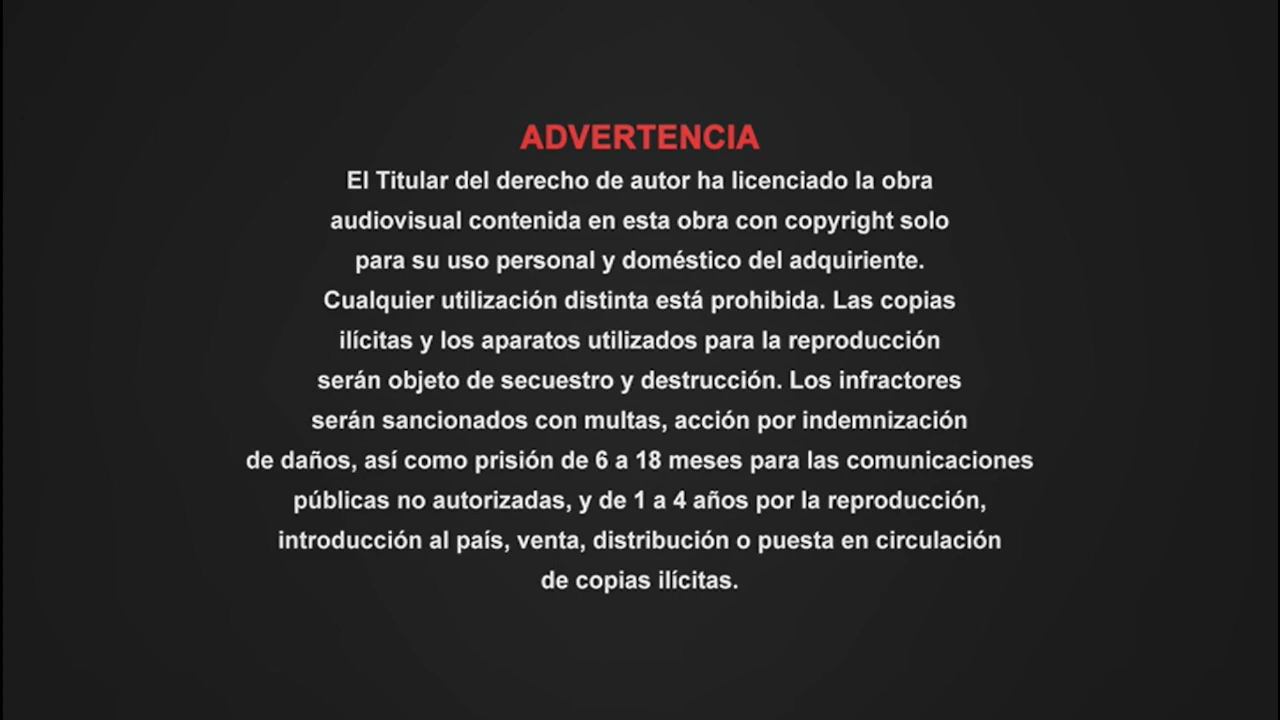 ADVERTENCIA
El Titular del derecho de autor ha licenciado la obra
audiovisual contenida en esta obra con copyright solo
para su uso personal y doméstico del adquiriente.
Cualquier utilización distinta está prohibida. Las copias
ilícitas y los aparatos utilizados para la reproducción
serán objeto de secuestro y destrucción. Los infractores
serán sancionados con multas, acción por indemnización
de daños, así como prisión de 6 a 18 meses para las comunicaciones
públicas no autorizadas, y de 1 a 4 años por la reproducción,
introducción al país, venta, distribución o puesta en circulación
de copias ilícitas.